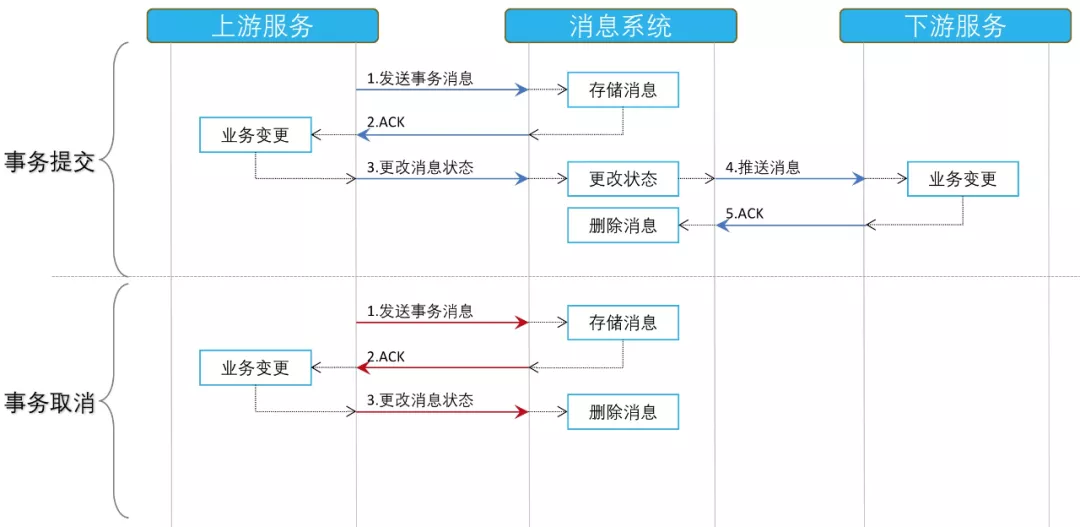 上游服务
消息系统
下游服务
事务提交
1.发送事务消息
存储消息
2.ACK
业务变更
3.更改消息状态
更改状态
4.推送消息
业务变更
5.ACK
删除消息
事务取消
1.发送事务消息
存储消息
2.ACK
业务变更
3.更改消息状态
删除消息